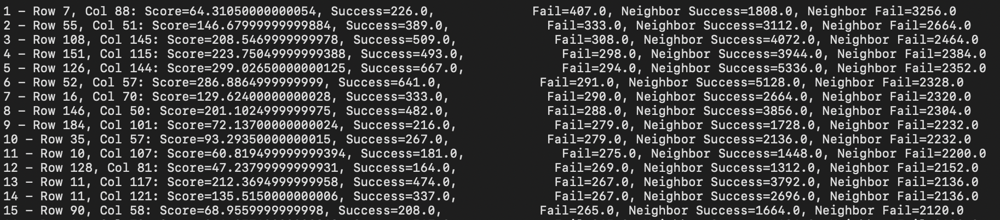 1 – Row 7, Col 88: Score=64.31050000000054, Success=226.0, Fail=407.0, Neighbor Success=1808.0, Neighbor Fail=3256.0
2 – Row 55, Col 51: Score=146.67999999999884, Success=389.0, Fail=333.0, Neighbor Success=3112.0, Neighbor Fail=2664.0
3 – Row 108, Col 145: Score=208.5469999999978, Success=509.0, Fail=308.0, Neighbor Success=4072.0, Neighbor Fail=2464.0
4 – Row 151, Col 115: Score=223.75049999999388, Success=493.0, Fail=298.0, Neighbor Success=3944.0, Neighbor Fail=2384.0
5 – Row 126, Col 144: Score=299.02650000000125, Success=667.0, Fail=294.0, Neighbor Success=5336.0, Neighbor Fail=2352.0
6 – Row 52, Col 57: Score=286.8864999999999, Success=641.0, Fail=291.0, Neighbor Success=5128.0, Neighbor Fail=2328.0
7 – Row 16, Col 70: Score=129.62400000000028, Success=333.0, Fail=290.0, Neighbor Success=2664.0, Neighbor Fail=2320.0
8 – Row 146, Col 50: Score=201.1024999999975, Success=482.0, Fail=288.0, Neighbor Success=3856.0, Neighbor Fail=2304.0
9 – Row 184, Col 101: Score=72.13700000000024, Success=216.0, Fail=279.0, Neighbor Success=1728.0, Neighbor Fail=2232.0
10 – Row 35, Col 57: Score=93.29350000000015, Success=267.0, Fail=279.0, Neighbor Success=2136.0, Neighbor Fail=2232.0
11 – Row 10, Col 107: Score=60.819499999999394, Success=181.0, Fail=275.0, Neighbor Success=1448.0, Neighbor Fail=2200.0
12 – Row 128, Col 81: Score=47.23799999999931, Success=164.0, Fail=269.0, Neighbor Success=1312.0, Neighbor Fail=2152.0
13 – Row 11, Col 117: Score=212.3694999999958, Success=474.0, Fail=267.0, Neighbor Success=3792.0, Neighbor Fail=2136.0
14 – Row 11, Col 121: Score=135.5150000000006, Success=337.0, Fail=267.0, Neighbor Success=2696.0, Neighbor Fail=2136.0
15 – Row 90, Col 58: Score=68.9559999999998, Success=208.0, Fail=265.0, Neighbor Success=1664.0, Neighbor Fail=2120.0